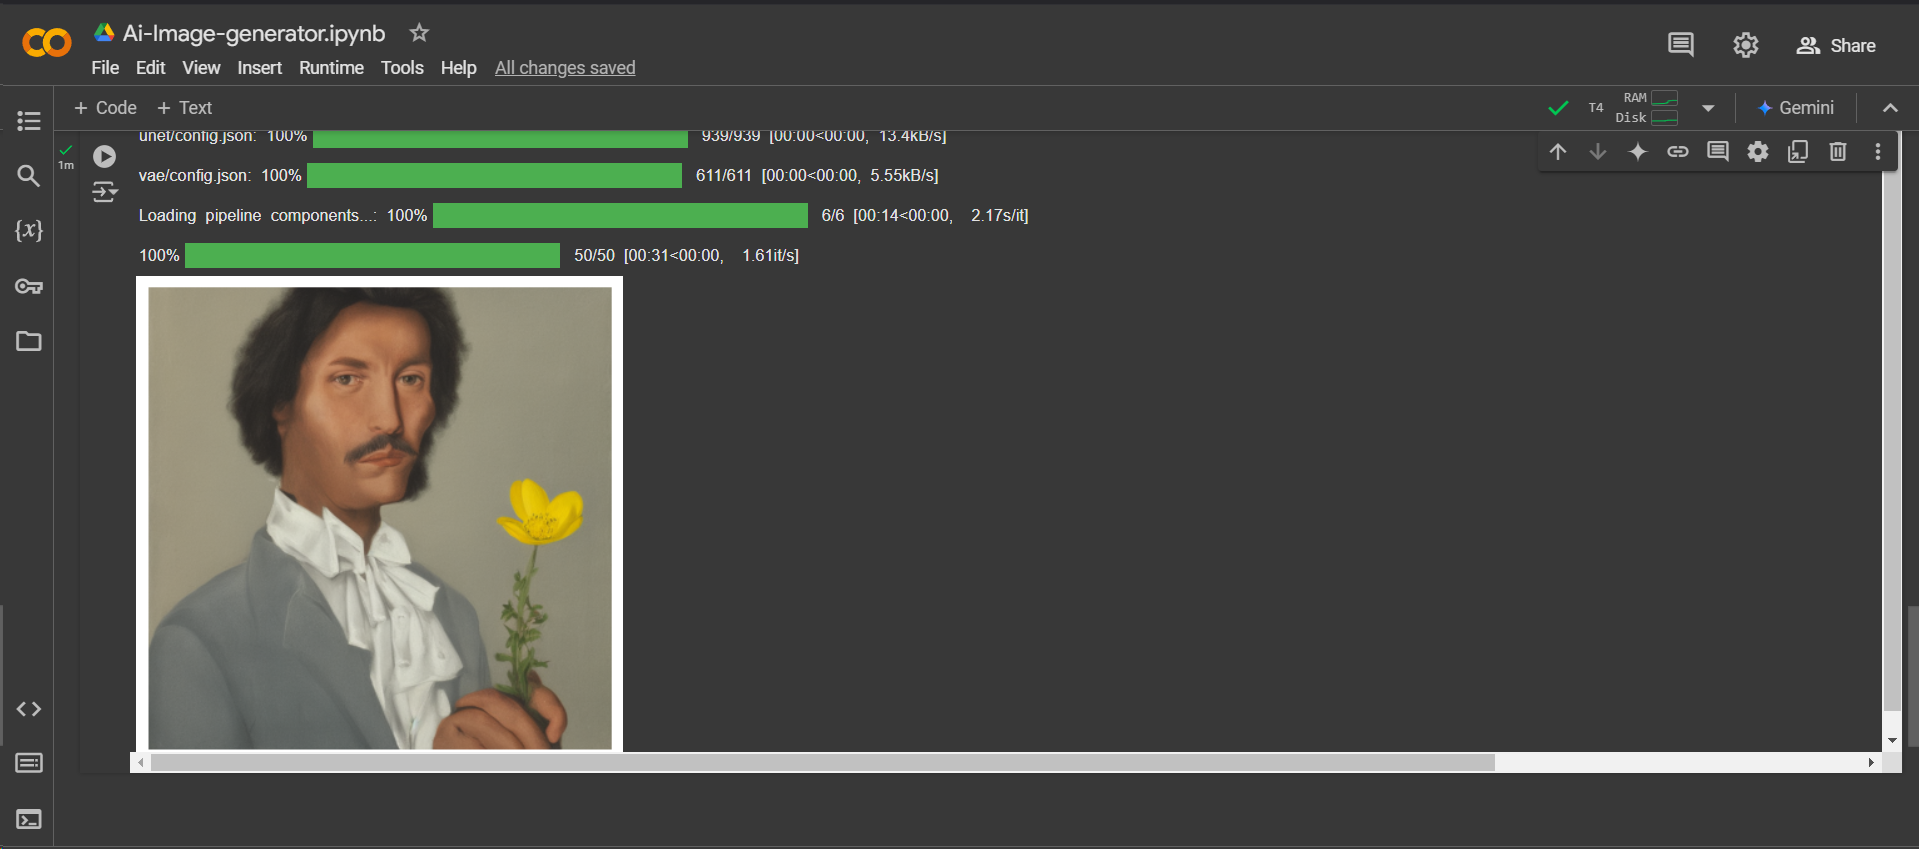 Ai-Image-generator.ipynb
File Edit View Insert Runtime Tools Help All changes saved
Share
+ Code + Text
T4 RAM Disk Gemini
1m
unet/config.json: 100% 939/939 [00:00<00:00, 13.4kB/s]
vae/config.json: 100% 611/611 [00:00<00:00, 5.55kB/s]
Loading pipeline components...: 100% 6/6 [00:14<00:00, 2.17s/it]
100% 50/50 [00:31<00:00, 1.61it/s]